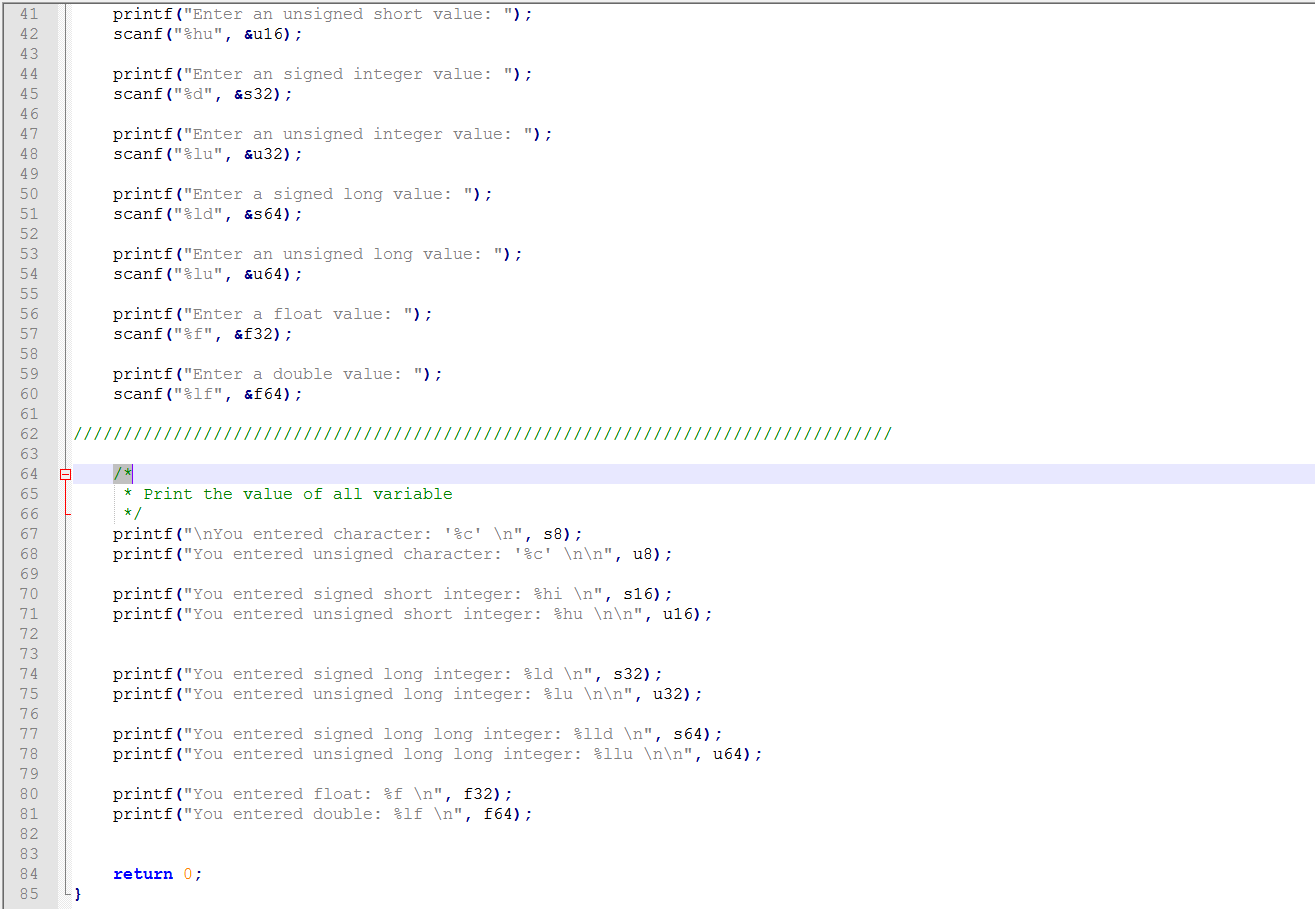 41 printf("Enter an unsigned short value: ");
42 scanf("%hu", &u16);
43
44 printf("Enter an signed integer value: ");
45 scanf("%d", &s32);
46
47 printf("Enter an unsigned integer value: ");
48 scanf("%lu", &u32);
49
50 printf("Enter a signed long value: ");
51 scanf("%ld", &s64);
52
53 printf("Enter an unsigned long value: ");
54 scanf("%lu", &u64);
55
56 printf("Enter a float value: ");
57 scanf("%f", &f32);
58
59 printf("Enter a double value: ");
60 scanf("%lf", &f64);
61
62 //////////////////////////////////////////////////////////////////////////////////
63
64 /*
65 * Print the value of all variable
66 */
67 printf("\nYou entered character: '%c' \n", s8);
68 printf("You entered unsigned character: '%c' \n\n", u8);
69
70 printf("You entered signed short integer: %hi \n", s16);
71 printf("You entered unsigned short integer: %hu \n\n", u16);
72
73
74 printf("You entered signed long integer: %ld \n", s32);
75 printf("You entered unsigned long integer: %lu \n\n", u32);
76
77 printf("You entered signed long long integer: %lld \n", s64);
78 printf("You entered unsigned long long integer: %llu \n\n", u64);
79
80 printf("You entered float: %f \n", f32);
81 printf("You entered double: %lf \n", f64);
82
83
84 return 0;
85 }